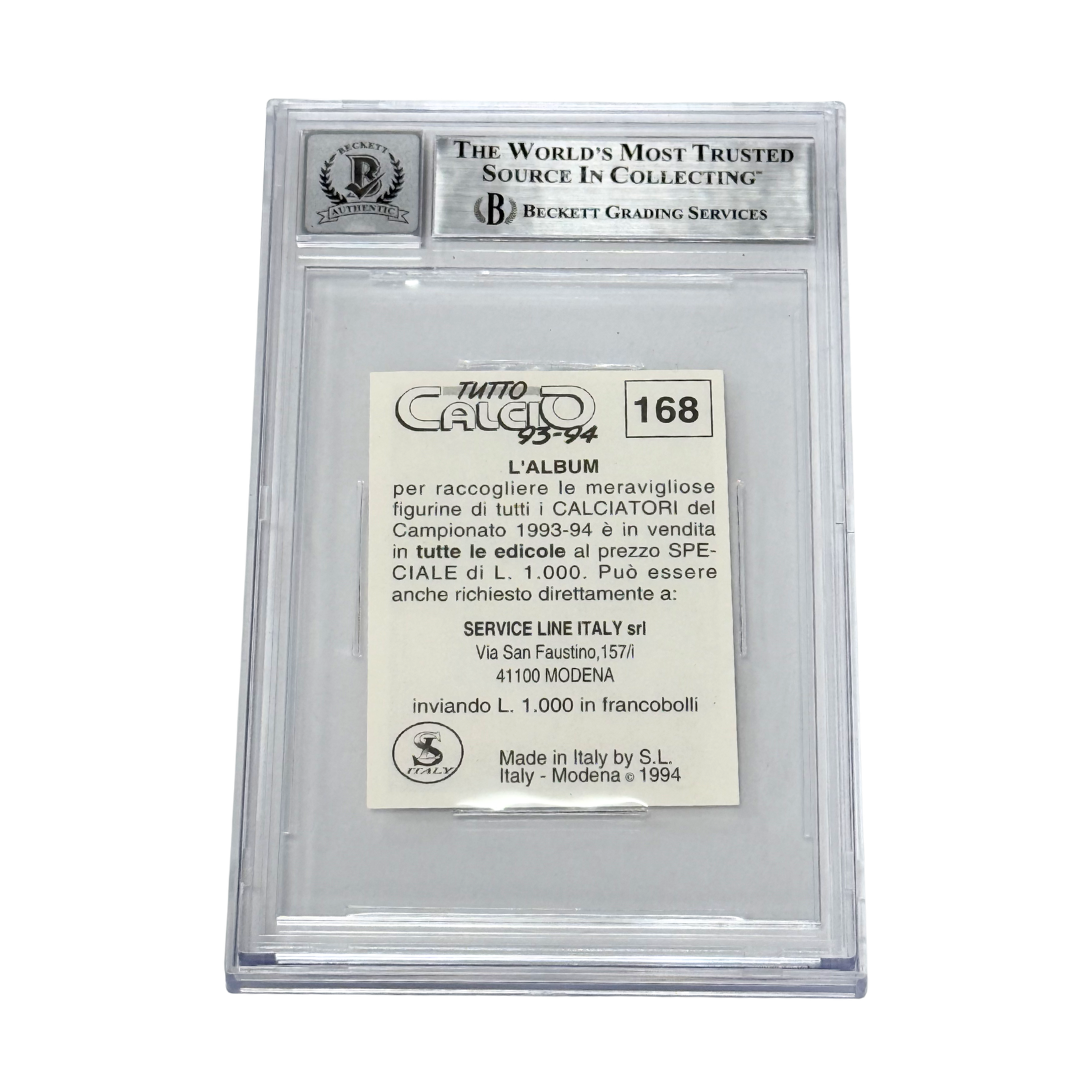 BECKETT
B
AUTHENTIC
THE WORLD'S MOST TRUSTED
SOURCE IN COLLECTING™
B BECKETT GRADING SERVICES
TUTTO
CALCIO
93-94
168
L'ALBUM
per raccogliere le meravigliose
figurine di tutti i CALCIATORI del
Campionato 1993-94 è in vendita
in tutte le edicole al prezzo SPE-
CIALE di L. 1.000. Può essere
anche richiesto direttamente a:
SERVICE LINE ITALY srl
Via San Faustino,157/i
41100 MODENA
inviando L. 1.000 in francobolli
SL
ITALY
Made in Italy by S.L.
Italy - Modena © 1994